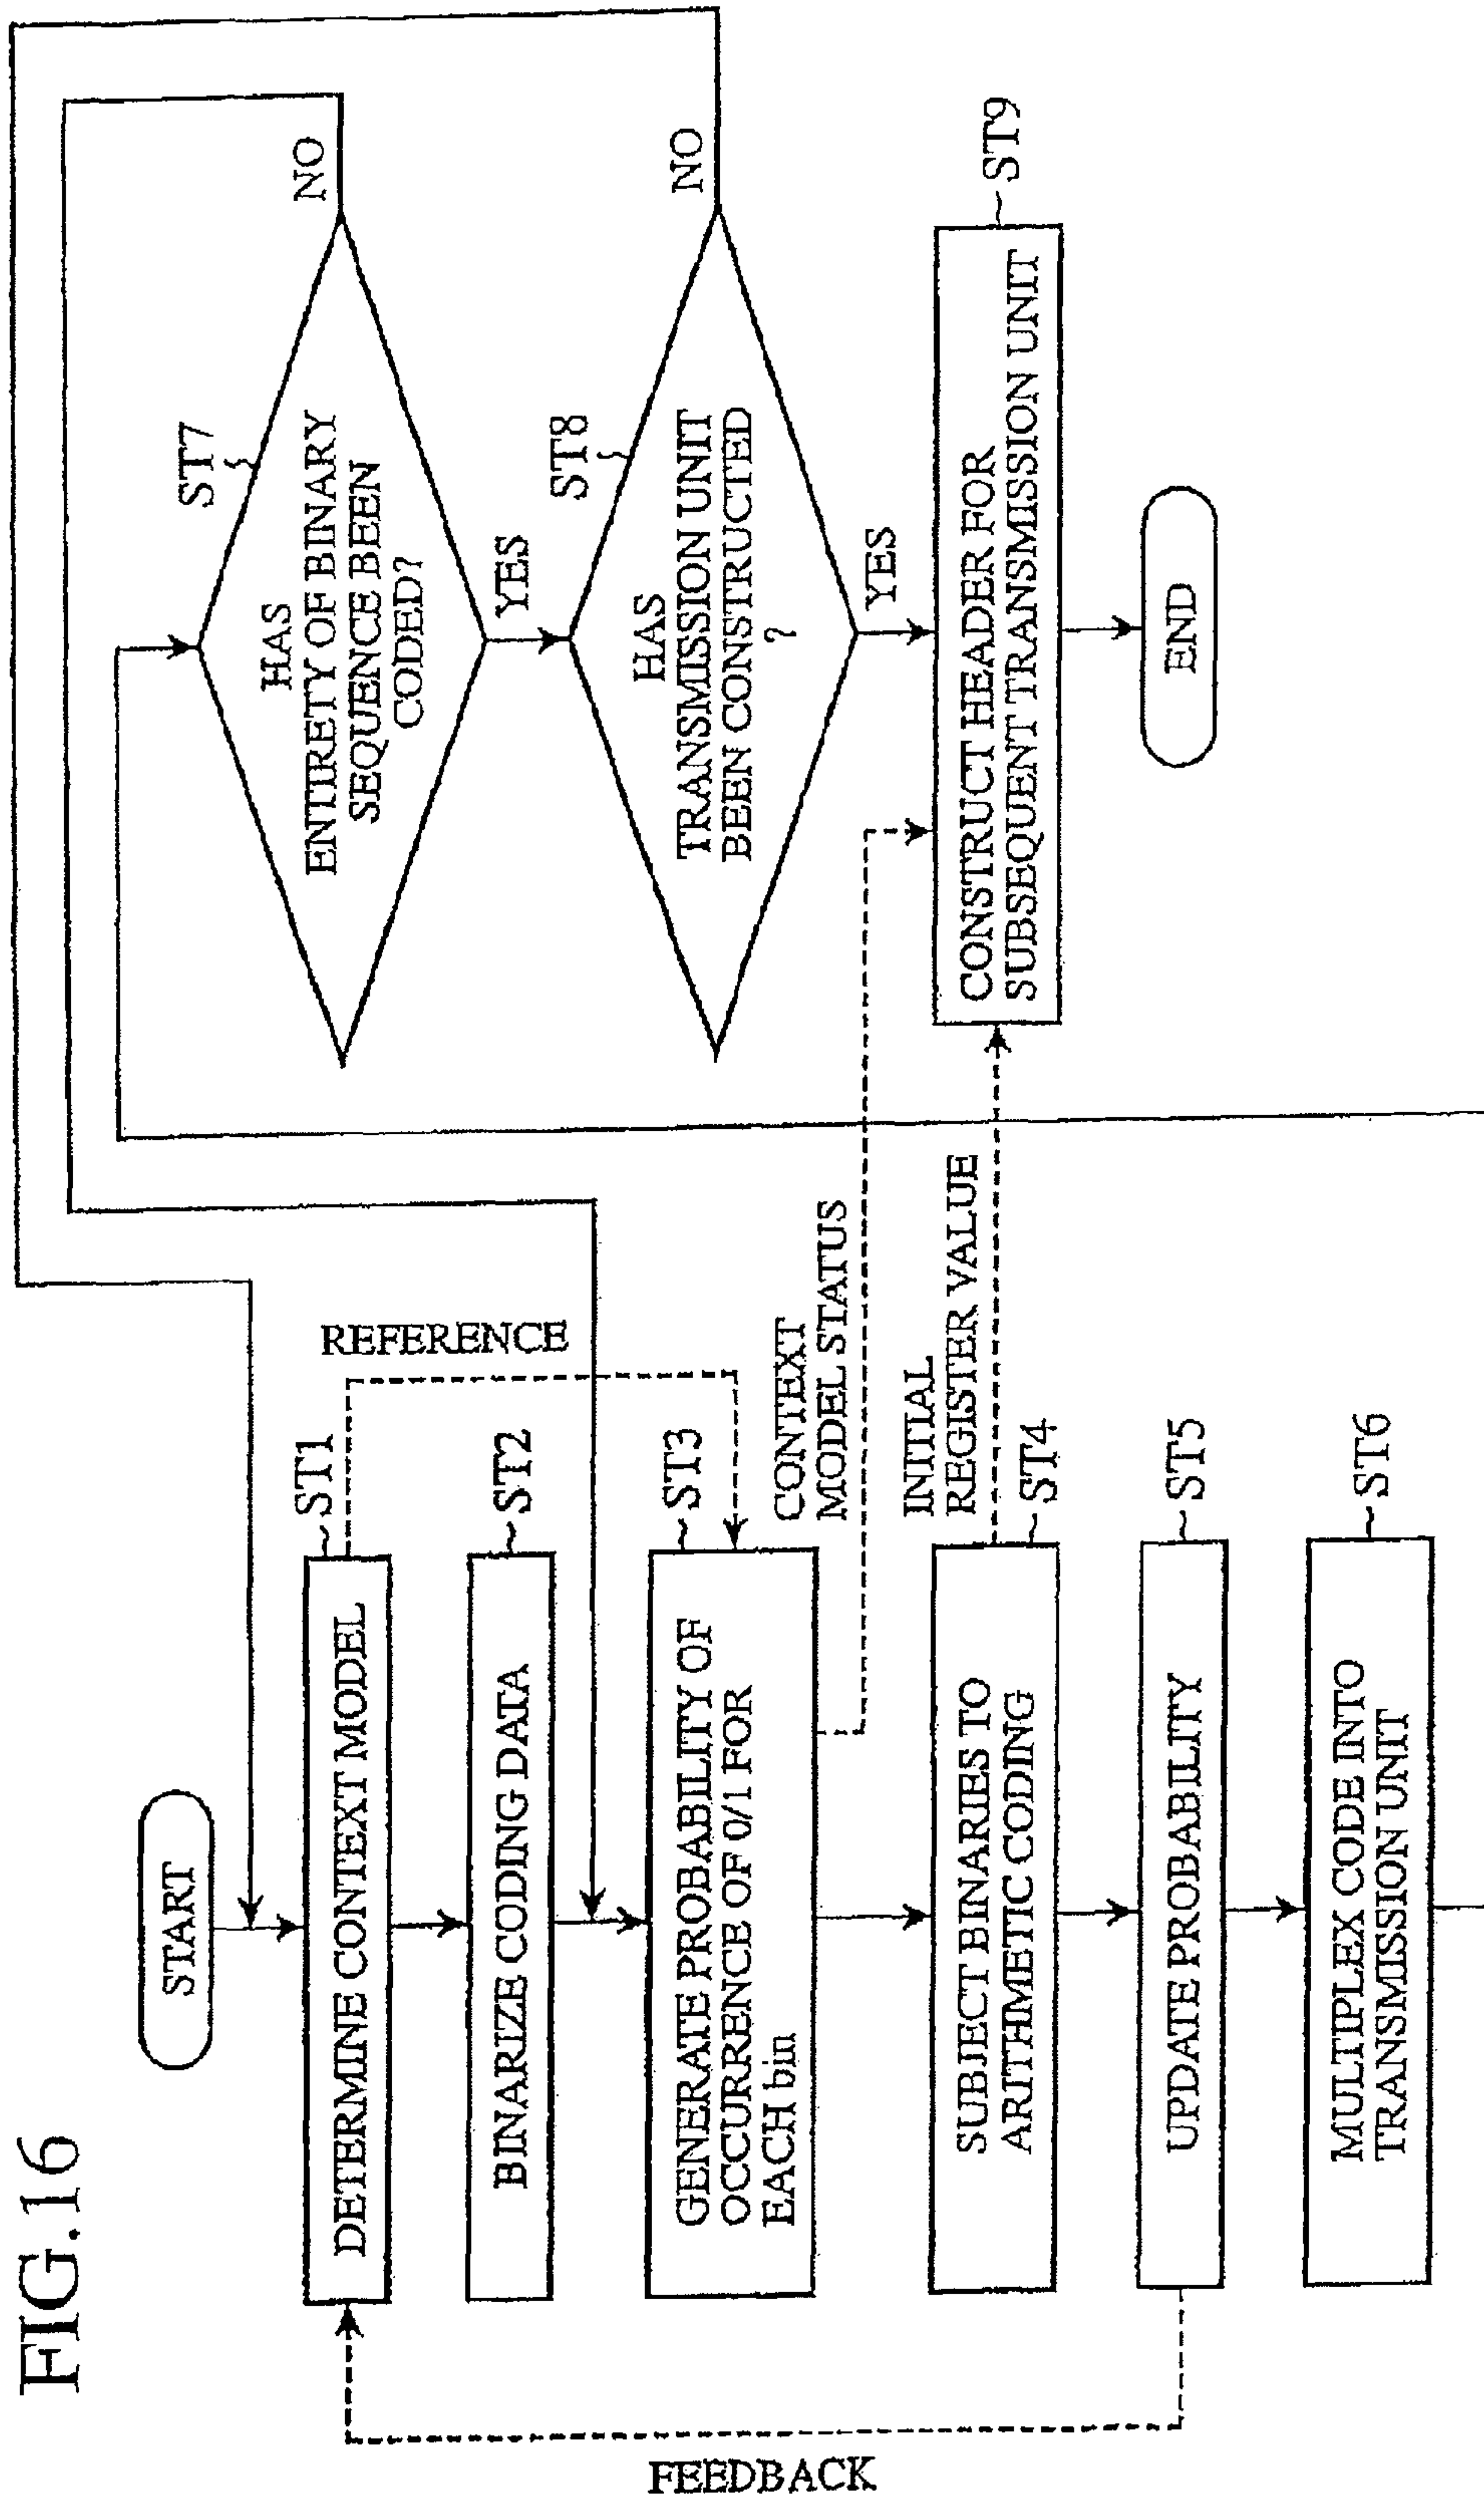 FIG.16
START
DETERMINE CONTEXT MODEL
~ST1
BINARIZE CODING DATA
~ST2
REFERENCE
GENERATE PROBABILITY OF
OCCURRENCE OF 0/1 FOR
EACH bin
~ST3
CONTEXT
MODEL STATUS
INITIAL
REGISTER VALUE
SUBJECT BINARIES TO
ARITHMETIC CODING
~ST4
UPDATE PROBABILITY
~ST5
FEEDBACK
MULTIPLEX CODE INTO
TRANSMISSION UNIT
~ST6
ST7
HAS
ENTIRETY OF BINARY
SEQUENCE BEEN
CODED?
NO
YES
ST8
HAS
TRANSMISSION UNIT
BEEN CONSTRUCTED
?
NO
YES
CONSTRUCT HEADER FOR
SUBSEQUENT TRANSMISSION UNIT
~ST9
END